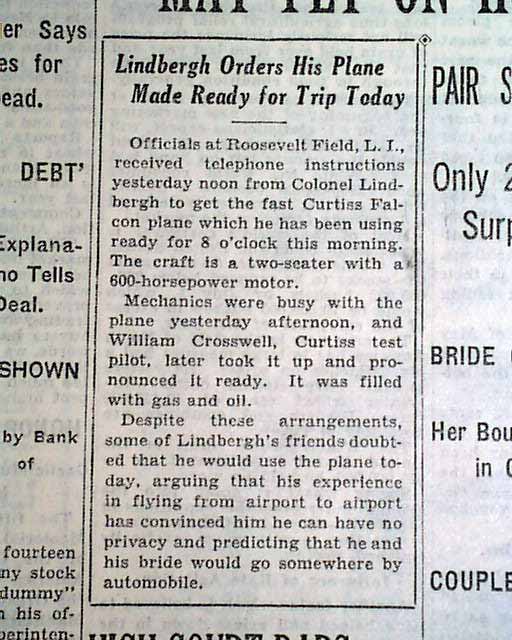 MAY YET ON
er Says
es for
ead.
DEBT'
Explana-
ho Tells
Deal.
SHOWN
by Bank
of
fourteen
ny stock
dummy"
n his of-
perinten-
Lindbergh Orders His Plane
Made Ready for Trip Today
Officials at Roosevelt Field, L. I.,
received telephone instructions
yesterday noon from Colonel Lind-
bergh to get the fast Curtiss Fal-
con plane which he has been using
ready for 8 o'clock this morning.
The craft is a two-seater with a
600-horsepower motor.
Mechanics were busy with the
plane yesterday afternoon, and
William Crosswell, Curtiss test
pilot, later took it up and pro-
nounced it ready. It was filled
with gas and oil.
Despite these arrangements,
some of Lindbergh's friends doubt-
ed that he would use the plane to-
day, arguing that his experience
in flying from airport to airport
has convinced him he can have no
privacy and predicting that he and
his bride would go somewhere by
automobile.
HIGH COURT BARS
PAIR S
Only 2
Surp
BRIDE
Her Bou
in C
COUPLE